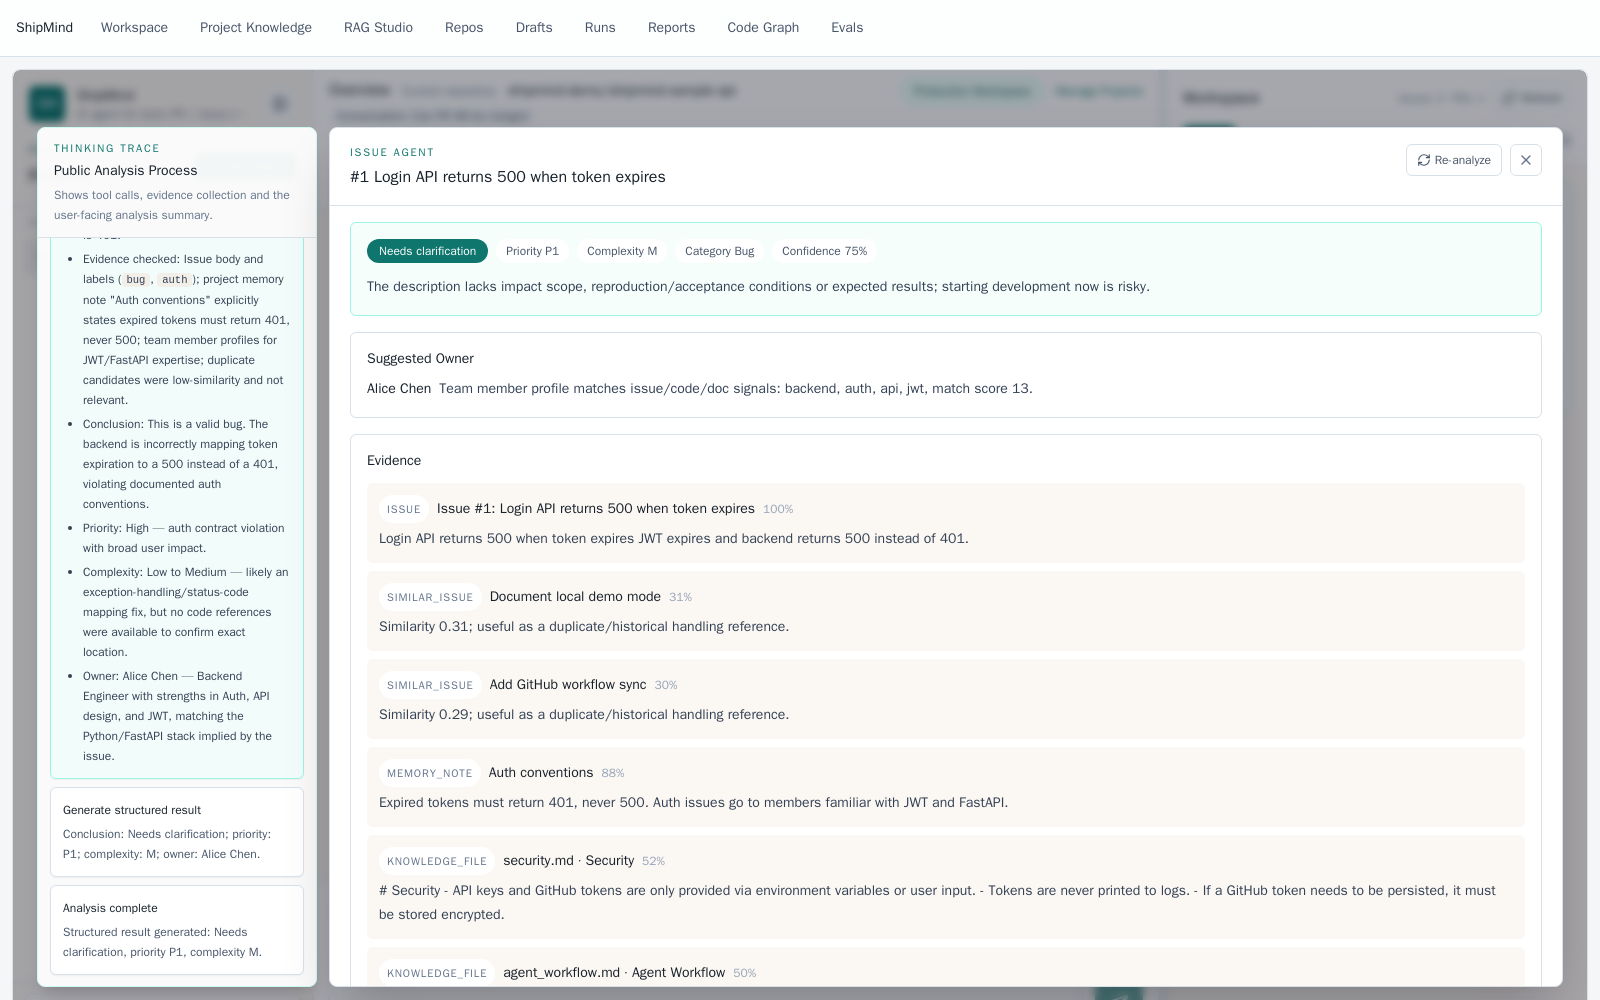 ShipMind Workspace Project Knowledge RAG Studio Repos Drafts Runs Reports Code Graph Evals
THINKING TRACE
Public Analysis Process
Shows tool calls, evidence collection and the
user-facing analysis summary.
Evidence checked: Issue body and
labels (bug, auth); project memory
note "Auth conventions" explicitly
states expired tokens must return 401,
never 500; team member profiles for
JWT/FastAPI expertise; duplicate
candidates were low-similarity and not
relevant.
Conclusion: This is a valid bug. The
backend is incorrectly mapping token
expiration to a 500 instead of a 401,
violating documented auth
conventions.
Priority: High — auth contract violation
with broad user impact.
Complexity: Low to Medium — likely an
exception-handling/status-code
mapping fix, but no code references
were available to confirm exact
location.
Owner: Alice Chen — Backend
Engineer with strengths in Auth, API
design, and JWT, matching the
Python/FastAPI stack implied by the
issue.
Generate structured result
Conclusion: Needs clarification; priority:
P1; complexity: M; owner: Alice Chen.
Analysis complete
Structured result generated: Needs
clarification, priority P1, complexity M.
ISSUE AGENT
#1 Login API returns 500 when token expires
Re-analyze
Needs clarification Priority P1 Complexity M Category Bug Confidence 75%
The description lacks impact scope, reproduction/acceptance conditions or expected results; starting development now is risky.
Suggested Owner
Alice Chen Team member profile matches issue/code/doc signals: backend, auth, api, jwt, match score 13.
Evidence
ISSUE Issue #1: Login API returns 500 when token expires 100%
Login API returns 500 when token expires JWT expires and backend returns 500 instead of 401.
SIMILAR_ISSUE Document local demo mode 31%
Similarity 0.31; useful as a duplicate/historical handling reference.
SIMILAR_ISSUE Add GitHub workflow sync 30%
Similarity 0.29; useful as a duplicate/historical handling reference.
MEMORY_NOTE Auth conventions 88%
Expired tokens must return 401, never 500. Auth issues go to members familiar with JWT and FastAPI.
KNOWLEDGE_FILE security.md · Security 52%
# Security - API keys and GitHub tokens are only provided via environment variables or user input. - Tokens are never printed to logs. - If a GitHub token needs to be persisted, it must
be stored encrypted.
KNOWLEDGE_FILE agent_workflow.md · Agent Workflow 50%